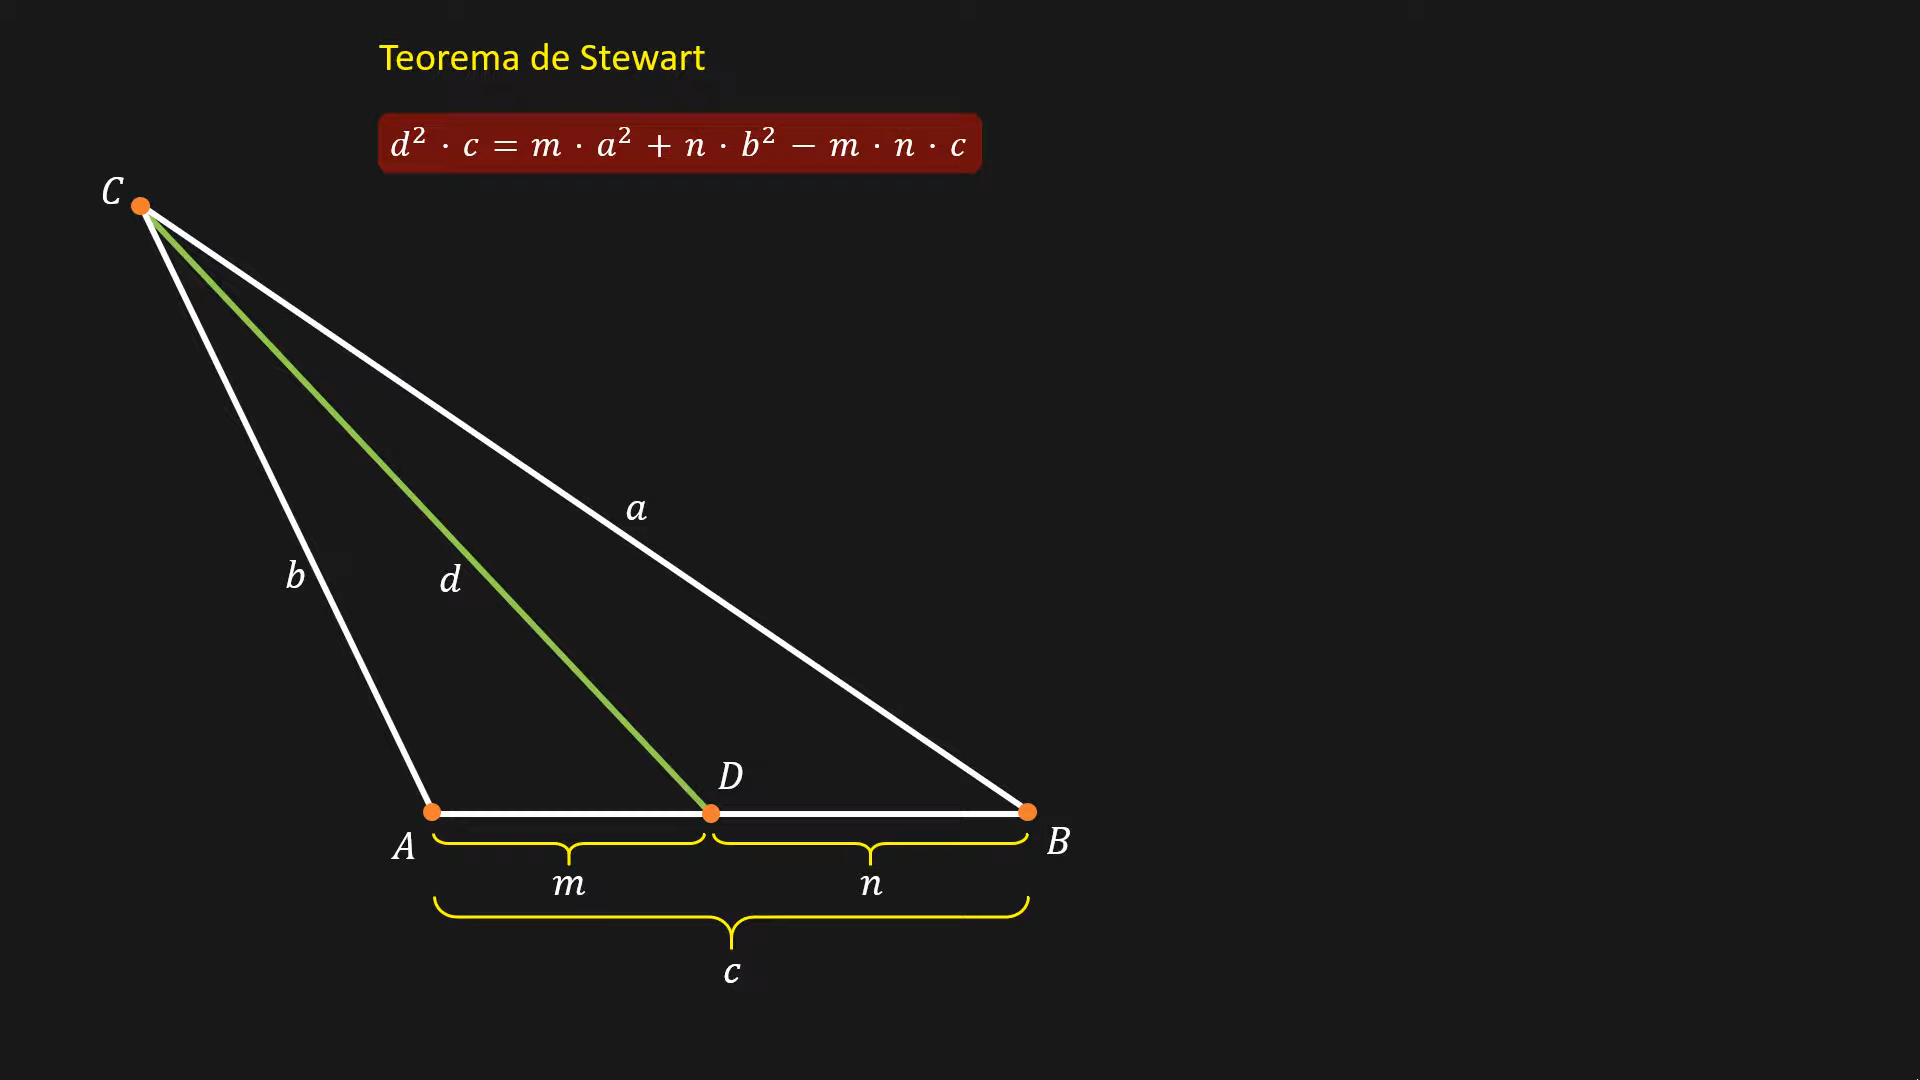 Teorema de Stewart
d² · c = m · a² + n · b² − m · n · c
C
a
b
d
D
A
B
m
n
c